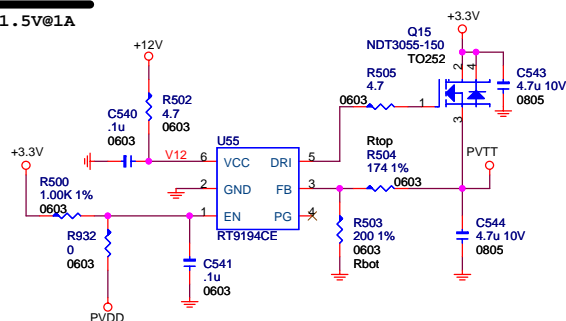 1.5V@1A
+3.3V
Q15
NDT3055-150
TO252
+12V
2
4
1
3
C543
4.7u 10V
0805
R505
4.7
0603
R502
4.7
0603
C540
.1u
0603
V12
U55
6
VCC
DRI
5
2
GND
FB
3
1
EN
PG
4
RT9194CE
Rtop
R504
174 1%
0603
PVTT
+3.3V
R500
1.00K 1%
0603
R932
0
0603
PVDD
C541
.1u
0603
R503
200 1%
0603
Rbot
C544
4.7u 10V
0805